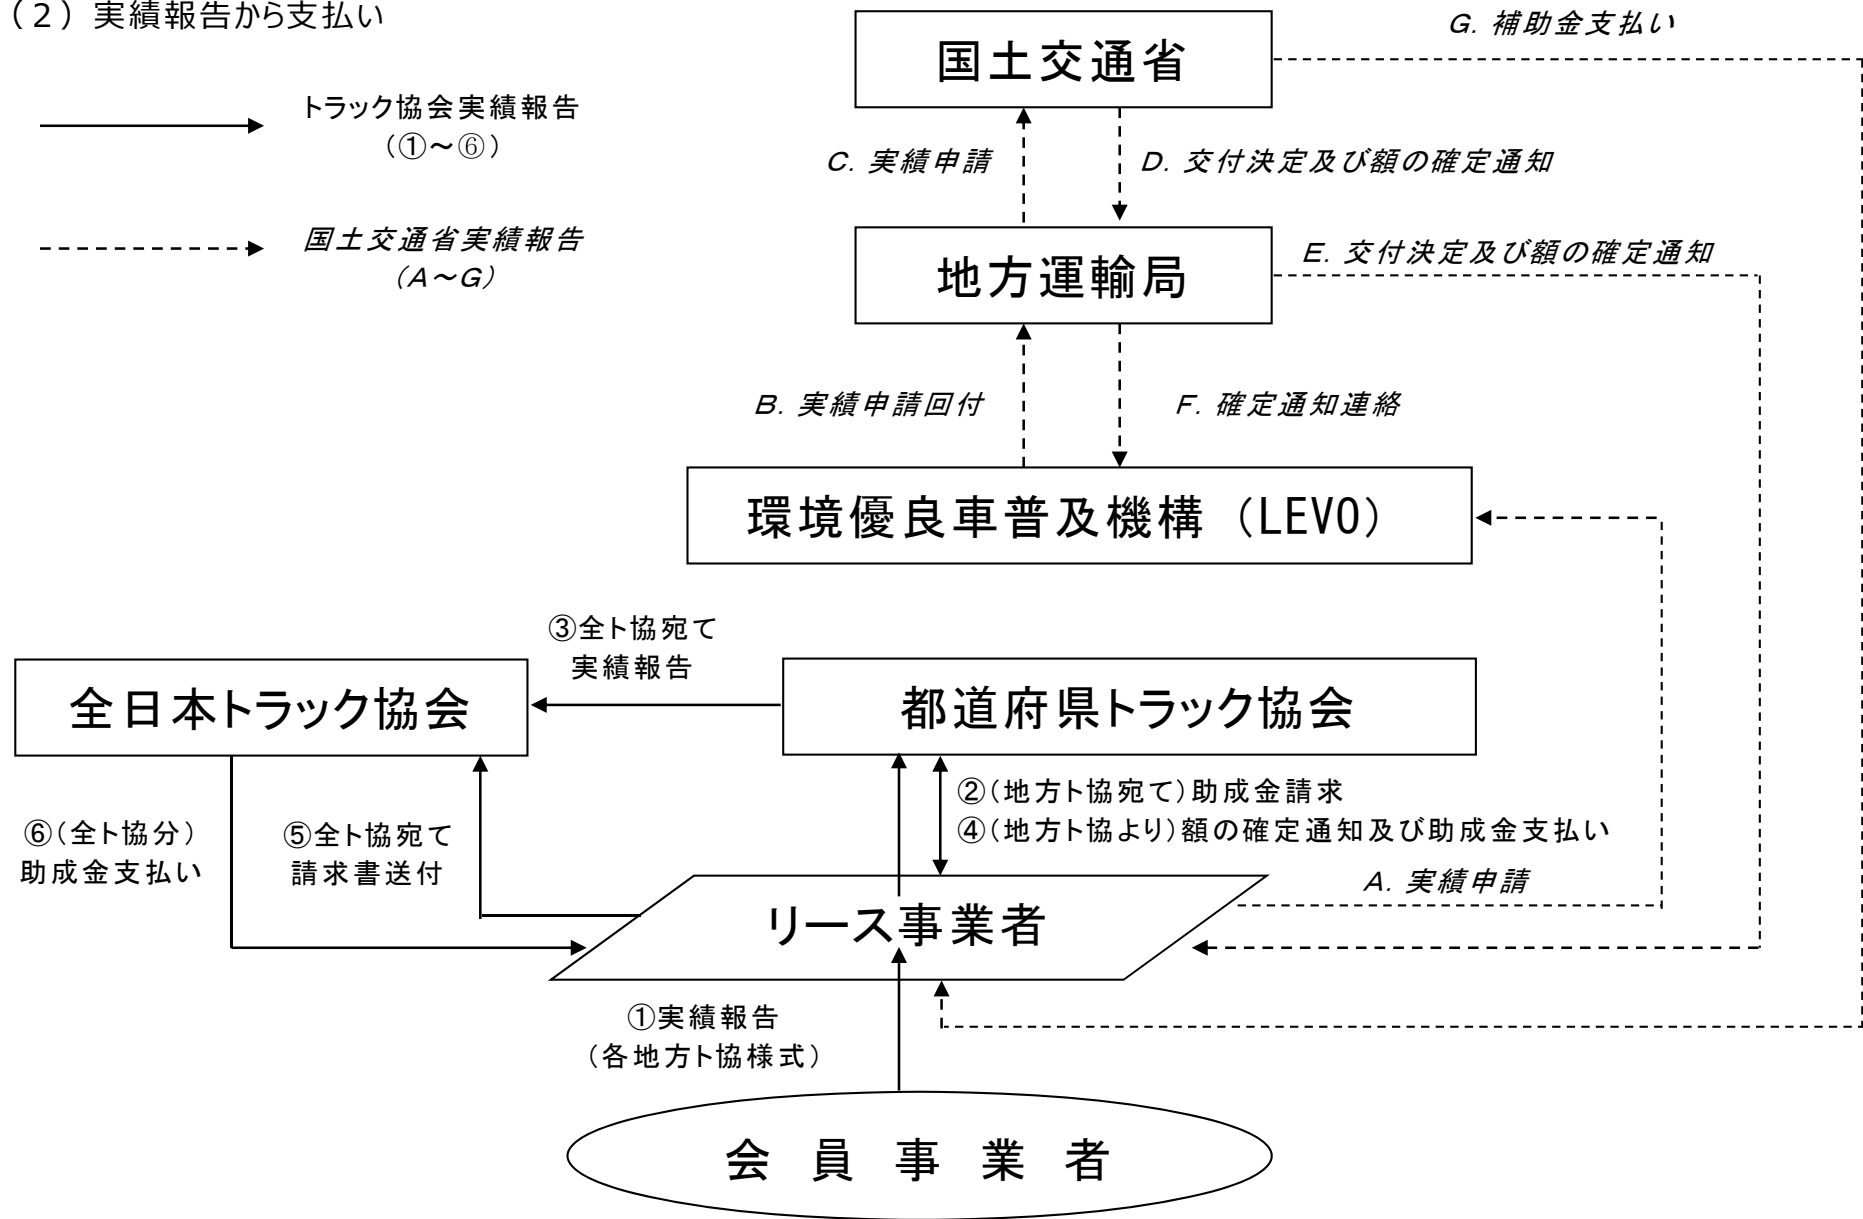 (2) 実績報告から支払い
G. 補助金支払い
国土交通省
トラック協会実績報告
(①～⑥)
C. 実績申請
D. 交付決定及び額の確定通知
国土交通省実績報告
(A～G)
地方運輸局
E. 交付決定及び額の確定通知
B. 実績申請回付
F. 確定通知連絡
環境優良車普及機構 (LEVO)
③全ト協宛て
実績報告
全日本トラック協会
都道府県トラック協会
②(地方ト協宛て)助成金請求
④(地方ト協より)額の確定通知及び助成金支払い
⑥(全ト協分)
助成金支払い
⑤全ト協宛て
請求書送付
A. 実績申請
リース事業者
①実績報告
(各地方ト協様式)
会員事業者